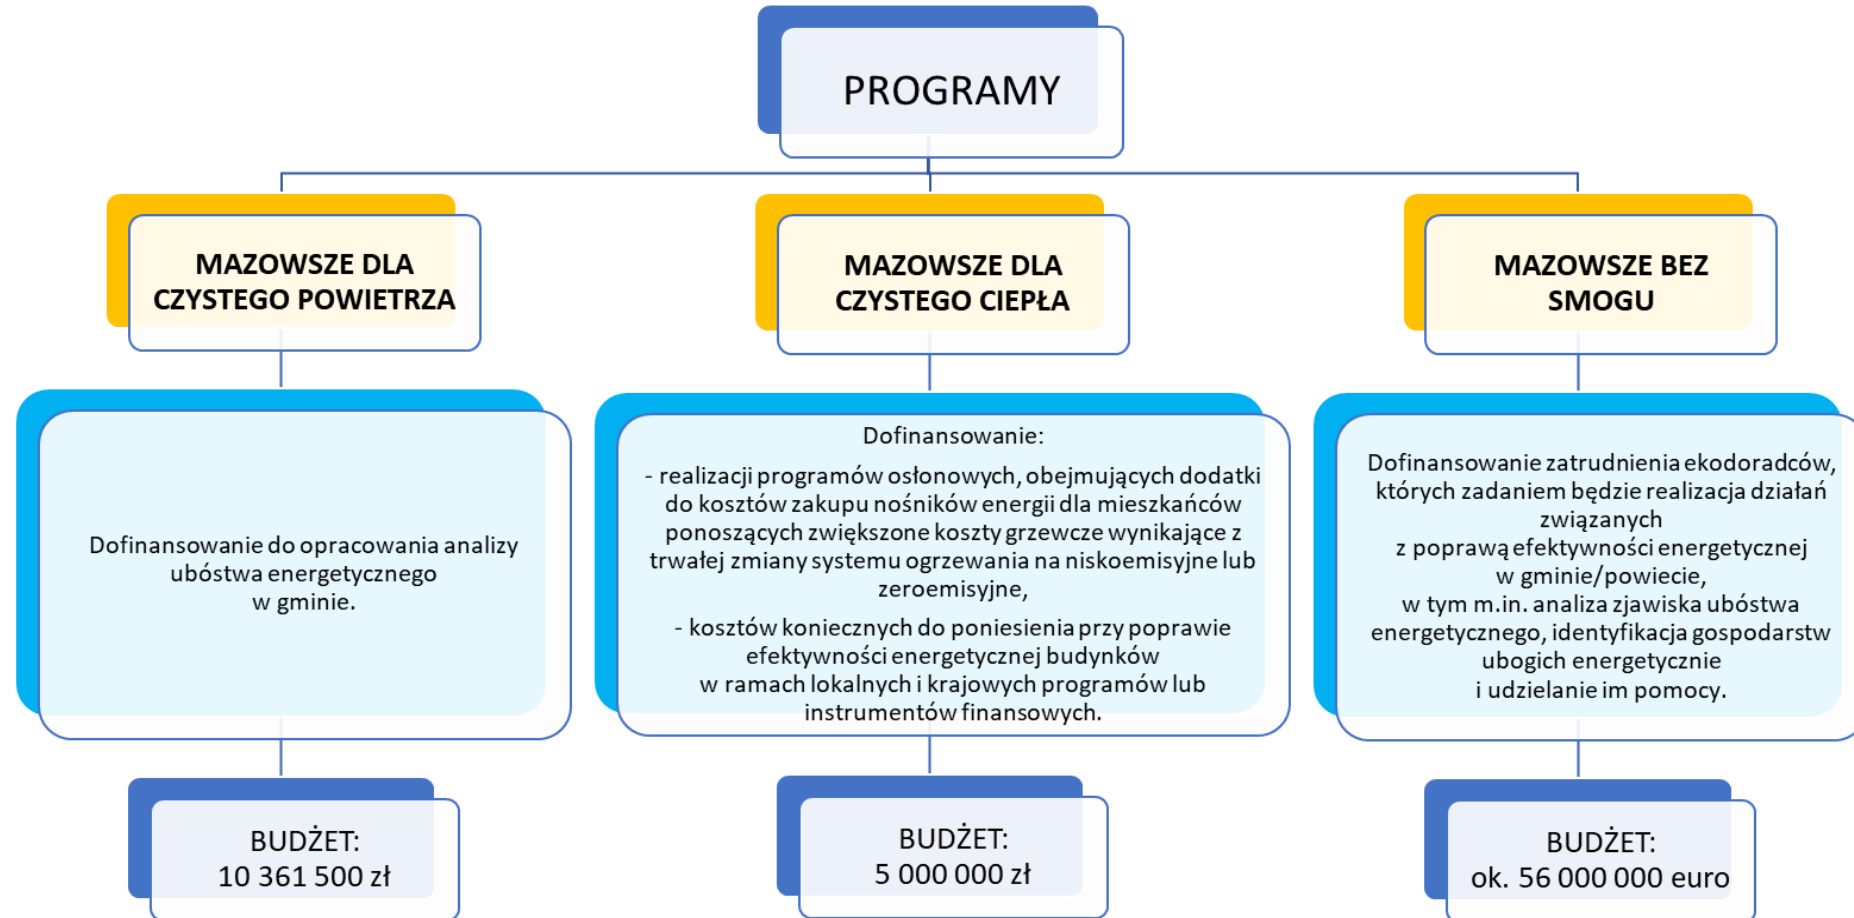 PROGRAMY
MAZOWSZE DLA
CZYSTEGO POWIETRZA
MAZOWSZE DLA
CZYSTEGO CIEPŁA
MAZOWSZE BEZ
SMOGU
Dofinansowanie do opracowania analizy
ubóstwa energetycznego
w gminie.
Dofinansowanie:
- realizacji programów osłonowych, obejmujących dodatki
do kosztów zakupu nośników energii dla mieszkańców
ponoszących zwiększone koszty grzewcze wynikające z
trwałej zmiany systemu ogrzewania na niskoemisyjne lub
zeroemisyjne,
- kosztów koniecznych do poniesienia przy poprawie
efektywności energetycznej budynków
w ramach lokalnych i krajowych programów lub
instrumentów finansowych.
Dofinansowanie zatrudnienia ekodoradców,
których zadaniem będzie realizacja działań
związanych
z poprawą efektywności energetycznej
w gminie/powiecie,
w tym m.in. analiza zjawiska ubóstwa
energetycznego, identyfikacja gospodarstw
ubogich energetycznie
i udzielanie im pomocy.
BUDŻET:
10 361 500 zł
BUDŻET:
5 000 000 zł
BUDŻET:
ok. 56 000 000 euro